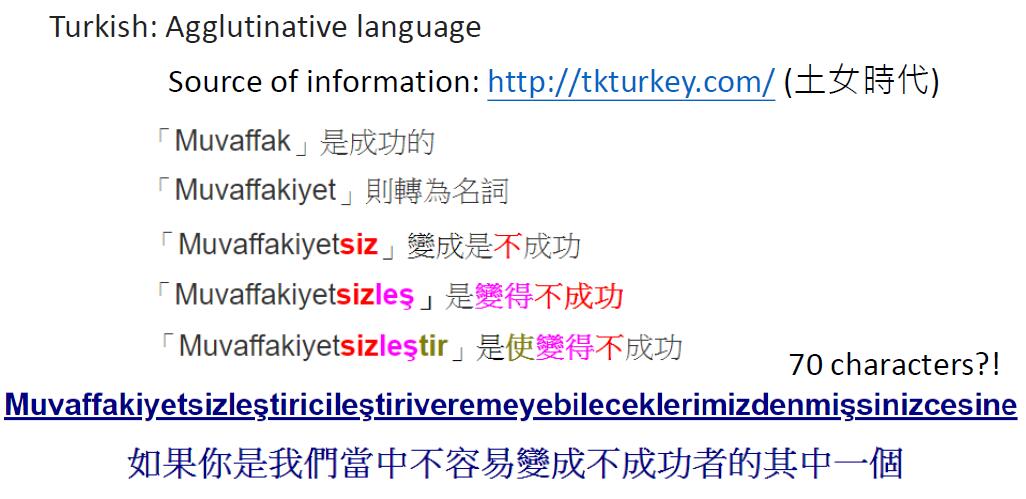 Turkish: Agglutinative language
Source of information: http://tkturkey.com/ (土女時代)
「Muvaffak」是成功的
「Muvaffakiyet」則轉為名詞
「Muvaffakiyetsiz」變成是不成功
「Muvaffakiyetsizleş」是變得不成功
「Muvaffakiyetsizleştir」是使變得不成功
70 characters?!
Muvaffakiyetsizleştiricileştiriveremeyebileceklerimizdenmişsinizcesine
如果你是我們當中不容易變成不成功者的其中一個